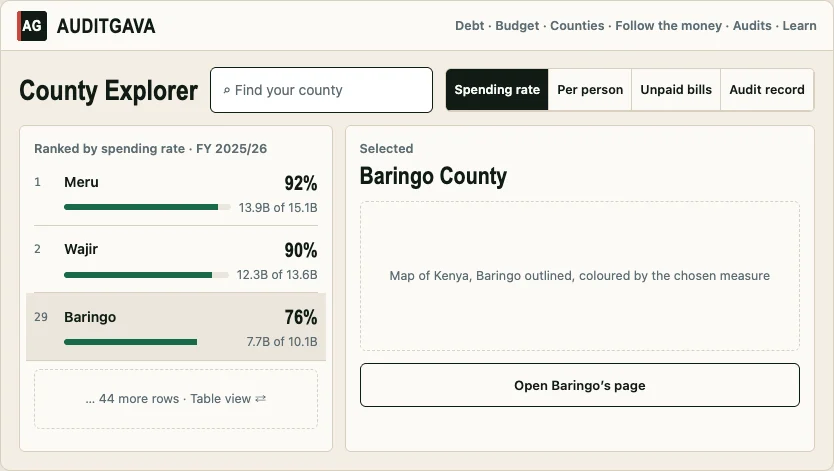 AG AUDITGAVA
Debt · Budget · Counties · Follow the money · Audits · Learn
County Explorer
⌕ Find your county
Spending rate
Per person
Unpaid bills
Audit record
Ranked by spending rate · FY 2025/26
1 Meru 92%
13.9B of 15.1B
2 Wajir 90%
12.3B of 13.6B
29 Baringo 76%
7.7B of 10.1B
… 44 more rows · Table view ⇄
Selected
Baringo County
Map of Kenya, Baringo outlined, coloured by the chosen measure
Open Baringo’s page